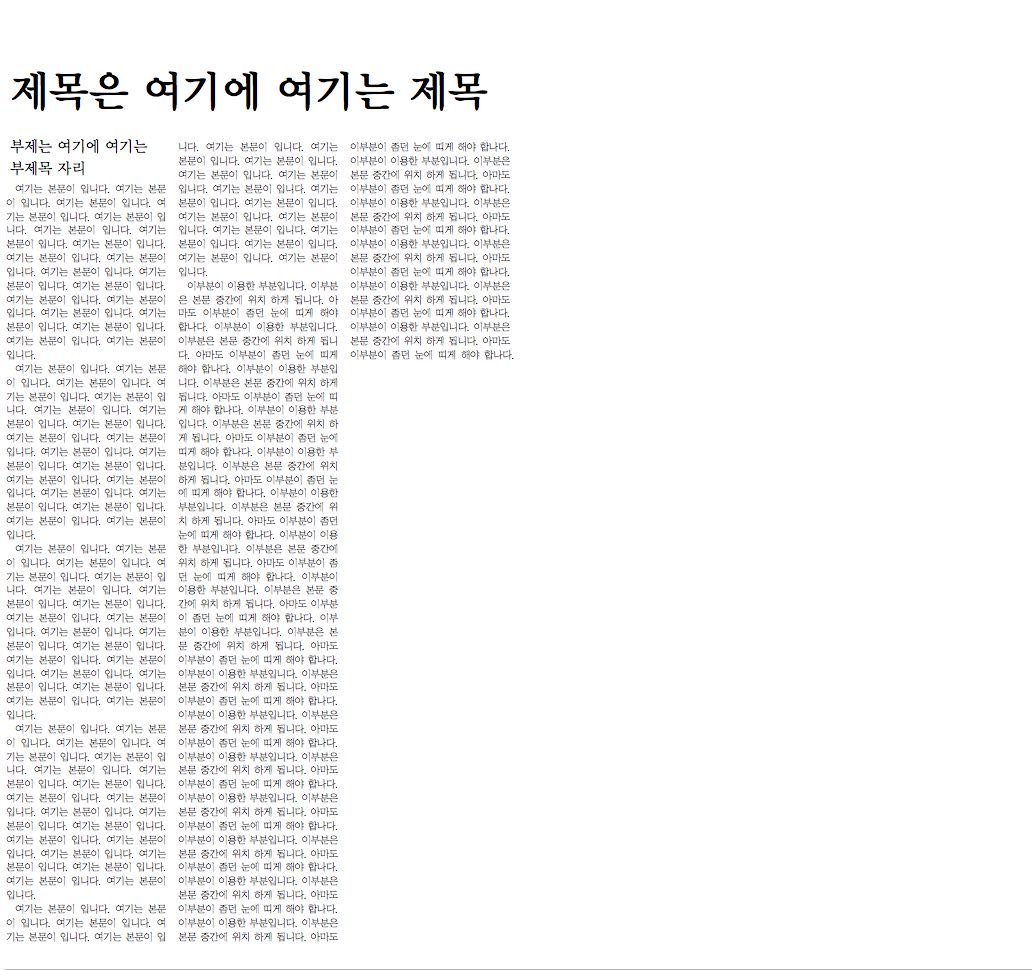 제목은 여기에 여기는 제목
부제는 여기에 여기는
부제목 자리
여기는 본문이 입니다. 여기는 본문
이 입니다. 여기는 본문이 입니다. 여
기는 본문이 입니다. 여기는 본문이 입
니다. 여기는 본문이 입니다. 여기는
본문이 입니다. 여기는 본문이 입니다.
여기는 본문이 입니다. 여기는 본문이
입니다. 여기는 본문이 입니다. 여기는
본문이 입니다. 여기는 본문이 입니다.
여기는 본문이 입니다. 여기는 본문이
입니다. 여기는 본문이 입니다. 여기는
본문이 입니다. 여기는 본문이 입니다.
여기는 본문이 입니다. 여기는 본문이
입니다.
여기는 본문이 입니다. 여기는 본문
이 입니다. 여기는 본문이 입니다. 여
기는 본문이 입니다. 여기는 본문이 입
니다. 여기는 본문이 입니다. 여기는
본문이 입니다. 여기는 본문이 입니다.
여기는 본문이 입니다. 여기는 본문이
입니다. 여기는 본문이 입니다. 여기는
본문이 입니다. 여기는 본문이 입니다.
여기는 본문이 입니다. 여기는 본문이
입니다. 여기는 본문이 입니다. 여기는
본문이 입니다. 여기는 본문이 입니다.
여기는 본문이 입니다. 여기는 본문이
입니다.
여기는 본문이 입니다. 여기는 본문
이 입니다. 여기는 본문이 입니다. 여
기는 본문이 입니다. 여기는 본문이 입
니다. 여기는 본문이 입니다. 여기는
본문이 입니다. 여기는 본문이 입니다.
여기는 본문이 입니다. 여기는 본문이
입니다. 여기는 본문이 입니다. 여기는
본문이 입니다. 여기는 본문이 입니다.
여기는 본문이 입니다. 여기는 본문이
입니다. 여기는 본문이 입니다. 여기는
본문이 입니다. 여기는 본문이 입니다.
여기는 본문이 입니다. 여기는 본문이
입니다.
여기는 본문이 입니다. 여기는 본문
이 입니다. 여기는 본문이 입니다. 여
기는 본문이 입니다. 여기는 본문이 입
니다. 여기는 본문이 입니다. 여기는
본문이 입니다. 여기는 본문이 입니다.
여기는 본문이 입니다. 여기는 본문이
입니다. 여기는 본문이 입니다. 여기는
본문이 입니다. 여기는 본문이 입니다.
여기는 본문이 입니다. 여기는 본문이
입니다. 여기는 본문이 입니다. 여기는
본문이 입니다. 여기는 본문이 입니다.
여기는 본문이 입니다. 여기는 본문이
입니다.
여기는 본문이 입니다. 여기는 본문
이 입니다. 여기는 본문이 입니다. 여
기는 본문이 입니다. 여기는 본문이 입
니다. 여기는 본문이 입니다. 여기는
본문이 입니다. 여기는 본문이 입니다.
여기는 본문이 입니다. 여기는 본문이
입니다. 여기는 본문이 입니다. 여기는
본문이 입니다. 여기는 본문이 입니다.
여기는 본문이 입니다. 여기는 본문이
입니다. 여기는 본문이 입니다. 여기는
본문이 입니다. 여기는 본문이 입니다.
여기는 본문이 입니다. 여기는 본문이
입니다.
이부분이 이용한 부분입니다. 이부분
은 본문 중간에 위치 하게 됩니다. 아
마도 이부분이 좀던 눈에 띠게 해야
합나다. 이부분이 이용한 부분입니다.
이부분은 본문 중간에 위치 하게 됩니
다. 아마도 이부분이 좀던 눈에 띠게
해야 합나다. 이부분이 이용한 부분입
니다. 이부분은 본문 중간에 위치 하게
됩니다. 아마도 이부분이 좀던 눈에 띠
게 해야 합나다. 이부분이 이용한 부분
입니다. 이부분은 본문 중간에 위치 하
게 됩니다. 아마도 이부분이 좀던 눈에
띠게 해야 합나다. 이부분이 이용한 부
분입니다. 이부분은 본문 중간에 위치
하게 됩니다. 아마도 이부분이 좀던 눈
에 띠게 해야 합나다. 이부분이 이용한
부분입니다. 이부분은 본문 중간에 위
치 하게 됩니다. 아마도 이부분이 좀던
눈에 띠게 해야 합나다. 이부분이 이용
한 부분입니다. 이부분은 본문 중간에
위치 하게 됩니다. 아마도 이부분이 좀
던 눈에 띠게 해야 합나다. 이부분이
이용한 부분입니다. 이부분은 본문 중
간에 위치 하게 됩니다. 아마도 이부분
이 좀던 눈에 띠게 해야 합나다. 이부
분이 이용한 부분입니다. 이부분은 본
문 중간에 위치 하게 됩니다. 아마도
이부분이 좀던 눈에 띠게 해야 합나다.
이부분이 이용한 부분입니다. 이부분은
본문 중간에 위치 하게 됩니다. 아마도
이부분이 좀던 눈에 띠게 해야 합나다.
이부분이 이용한 부분입니다. 이부분은
본문 중간에 위치 하게 됩니다. 아마도
이부분이 좀던 눈에 띠게 해야 합나다.
이부분이 이용한 부분입니다. 이부분은
본문 중간에 위치 하게 됩니다. 아마도
이부분이 좀던 눈에 띠게 해야 합나다.
이부분이 이용한 부분입니다. 이부분은
본문 중간에 위치 하게 됩니다. 아마도
이부분이 좀던 눈에 띠게 해야 합나다.
이부분이 이용한 부분입니다. 이부분은
본문 중간에 위치 하게 됩니다. 아마도
이부분이 좀던 눈에 띠게 해야 합나다.
이부분이 이용한 부분입니다. 이부분은
본문 중간에 위치 하게 됩니다. 아마도
이부분이 좀던 눈에 띠게 해야 합나다.
이부분이 이용한 부분입니다. 이부분은
본문 중간에 위치 하게 됩니다. 아마도
이부분이 좀던 눈에 띠게 해야 합나다.
이부분이 이용한 부분입니다. 이부분은
본문 중간에 위치 하게 됩니다. 아마도
이부분이 좀던 눈에 띠게 해야 합나다.
이부분이 이용한 부분입니다. 이부분은
본문 중간에 위치 하게 됩니다. 아마도
이부분이 좀던 눈에 띠게 해야 합나다.
이부분이 이용한 부분입니다. 이부분은
본문 중간에 위치 하게 됩니다. 아마도
이부분이 좀던 눈에 띠게 해야 합나다.
이부분이 이용한 부분입니다. 이부분은
본문 중간에 위치 하게 됩니다. 아마도
이부분이 좀던 눈에 띠게 해야 합나다.
이부분이 이용한 부분입니다. 이부분은
본문 중간에 위치 하게 됩니다. 아마도
이부분이 좀던 눈에 띠게 해야 합나다.